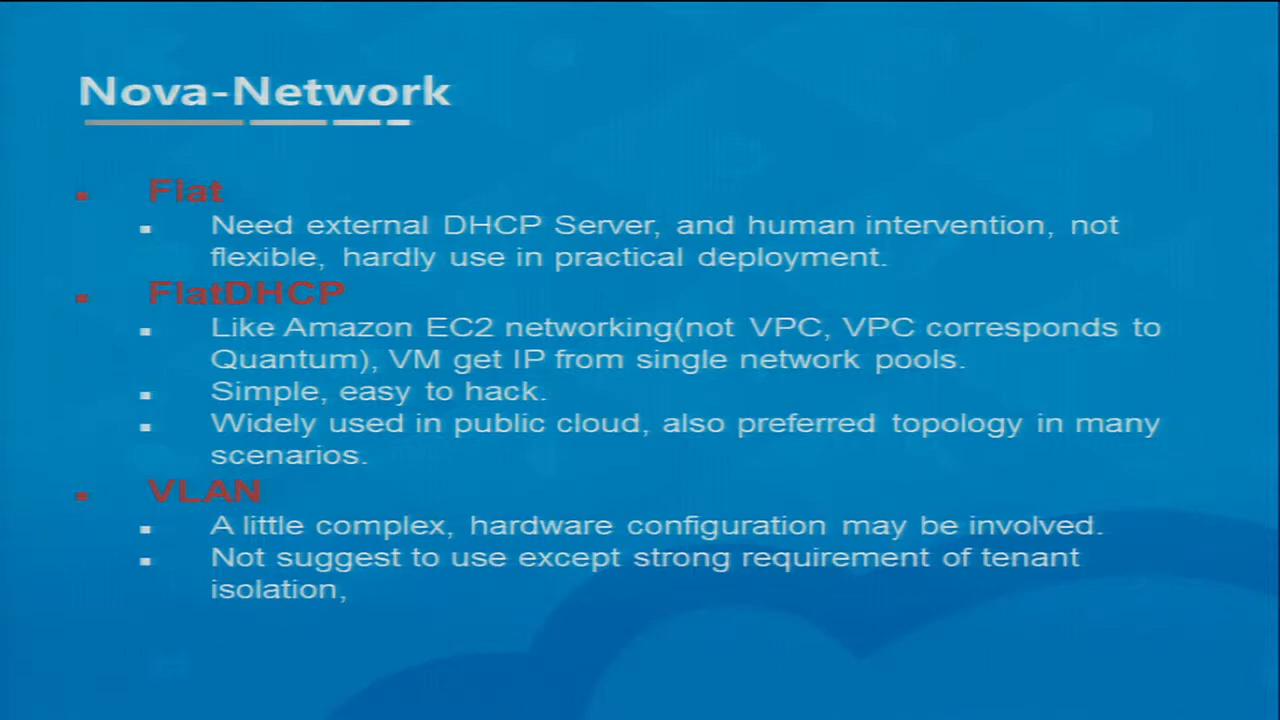 Nova-Network
Flat
Need external DHCP Server, and human intervention, not
flexible, hardly use in practical deployment.
FlatDHCP
Like Amazon EC2 networking(not VPC, VPC corresponds to
Quantum), VM get IP from single network pools.
Simple, easy to hack.
Widely used in public cloud, also preferred topology in many
scenarios.
VLAN
A little complex, hardware configuration may be involved.
Not suggest to use except strong requirement of tenant
isolation,